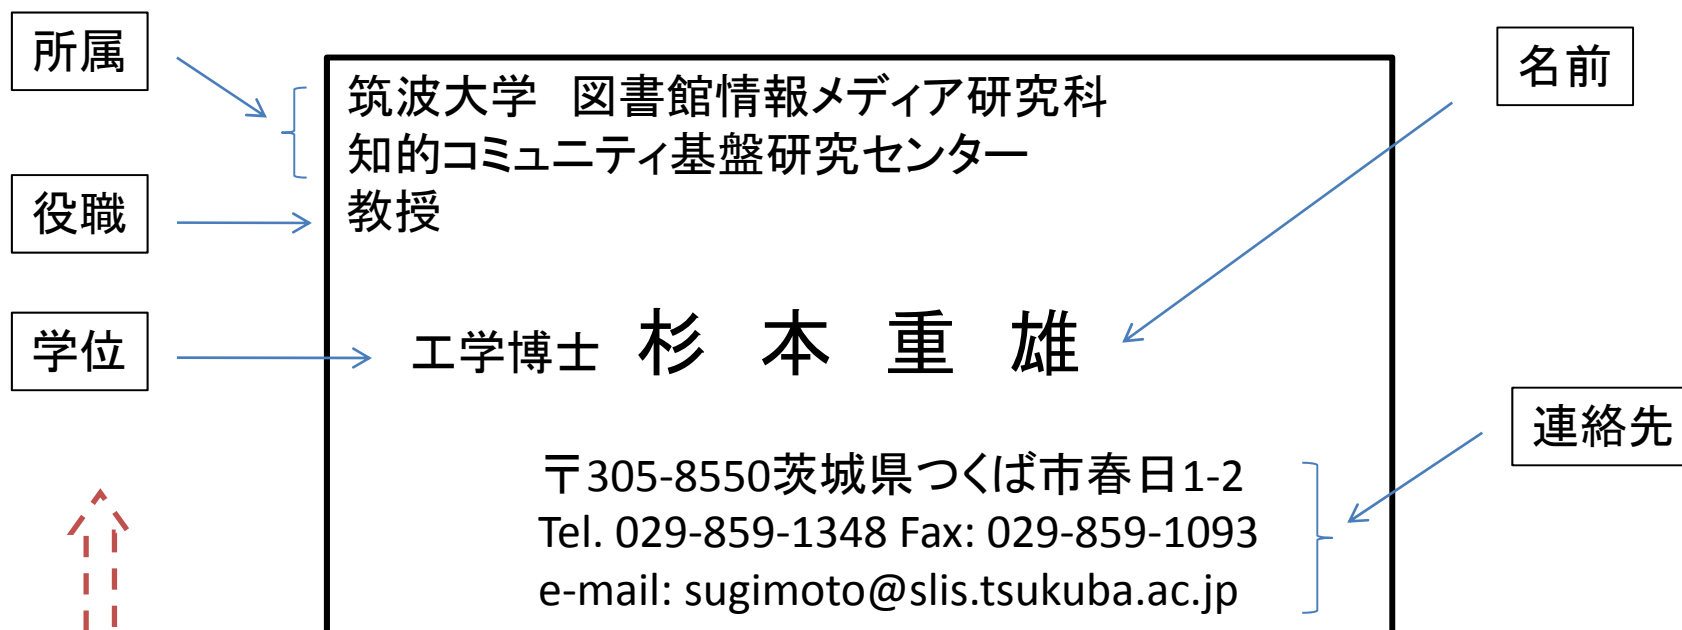 所属
名前
筑波大学　図書館情報メディア研究科
知的コミュニティ基盤研究センター
役職
教授
学位
工学博士 杉 本 重 雄
連絡先
〒305-8550茨城県つくば市春日1-2
Tel. 029-859-1348 Fax: 029-859-1093
e-mail: sugimoto@slis.tsukuba.ac.jp